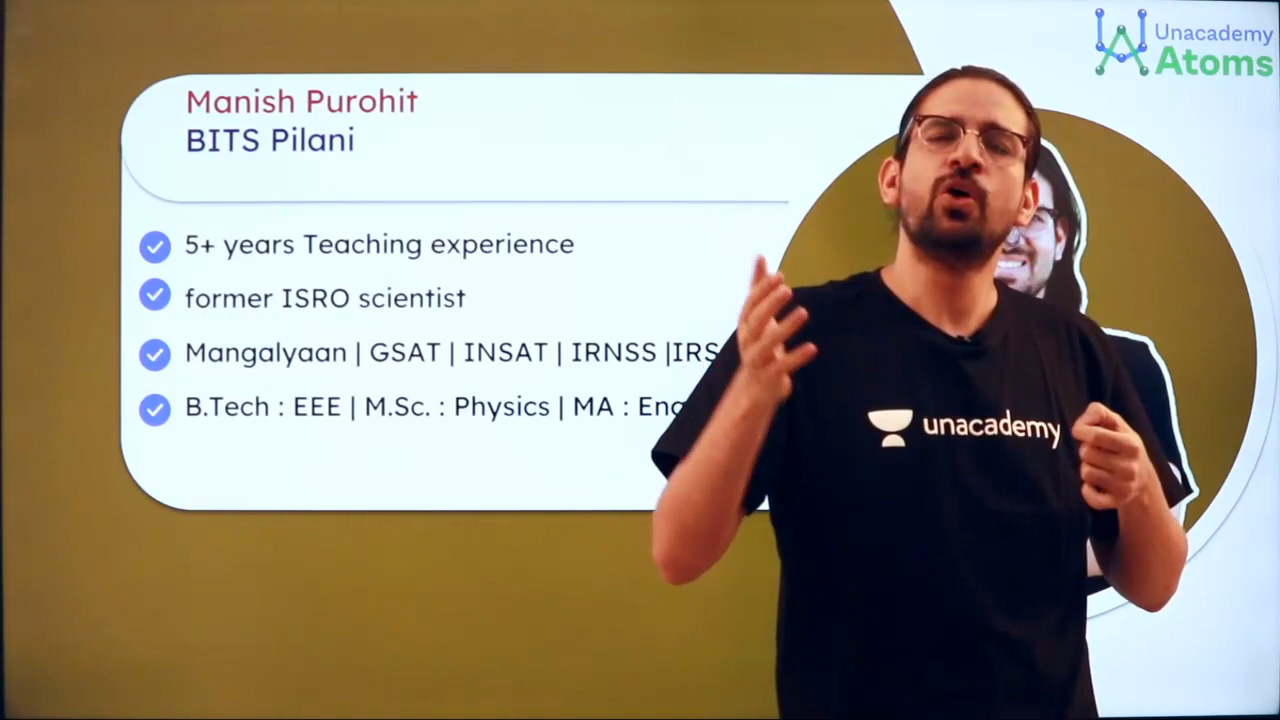 Unacademy
Atoms
Manish Purohit
BITS Pilani
5+ years Teaching experience
former ISRO scientist
Mangalyaan | GSAT | INSAT | IRNSS |IRS
B.Tech : EEE | M.Sc. : Physics | MA :
unacademy